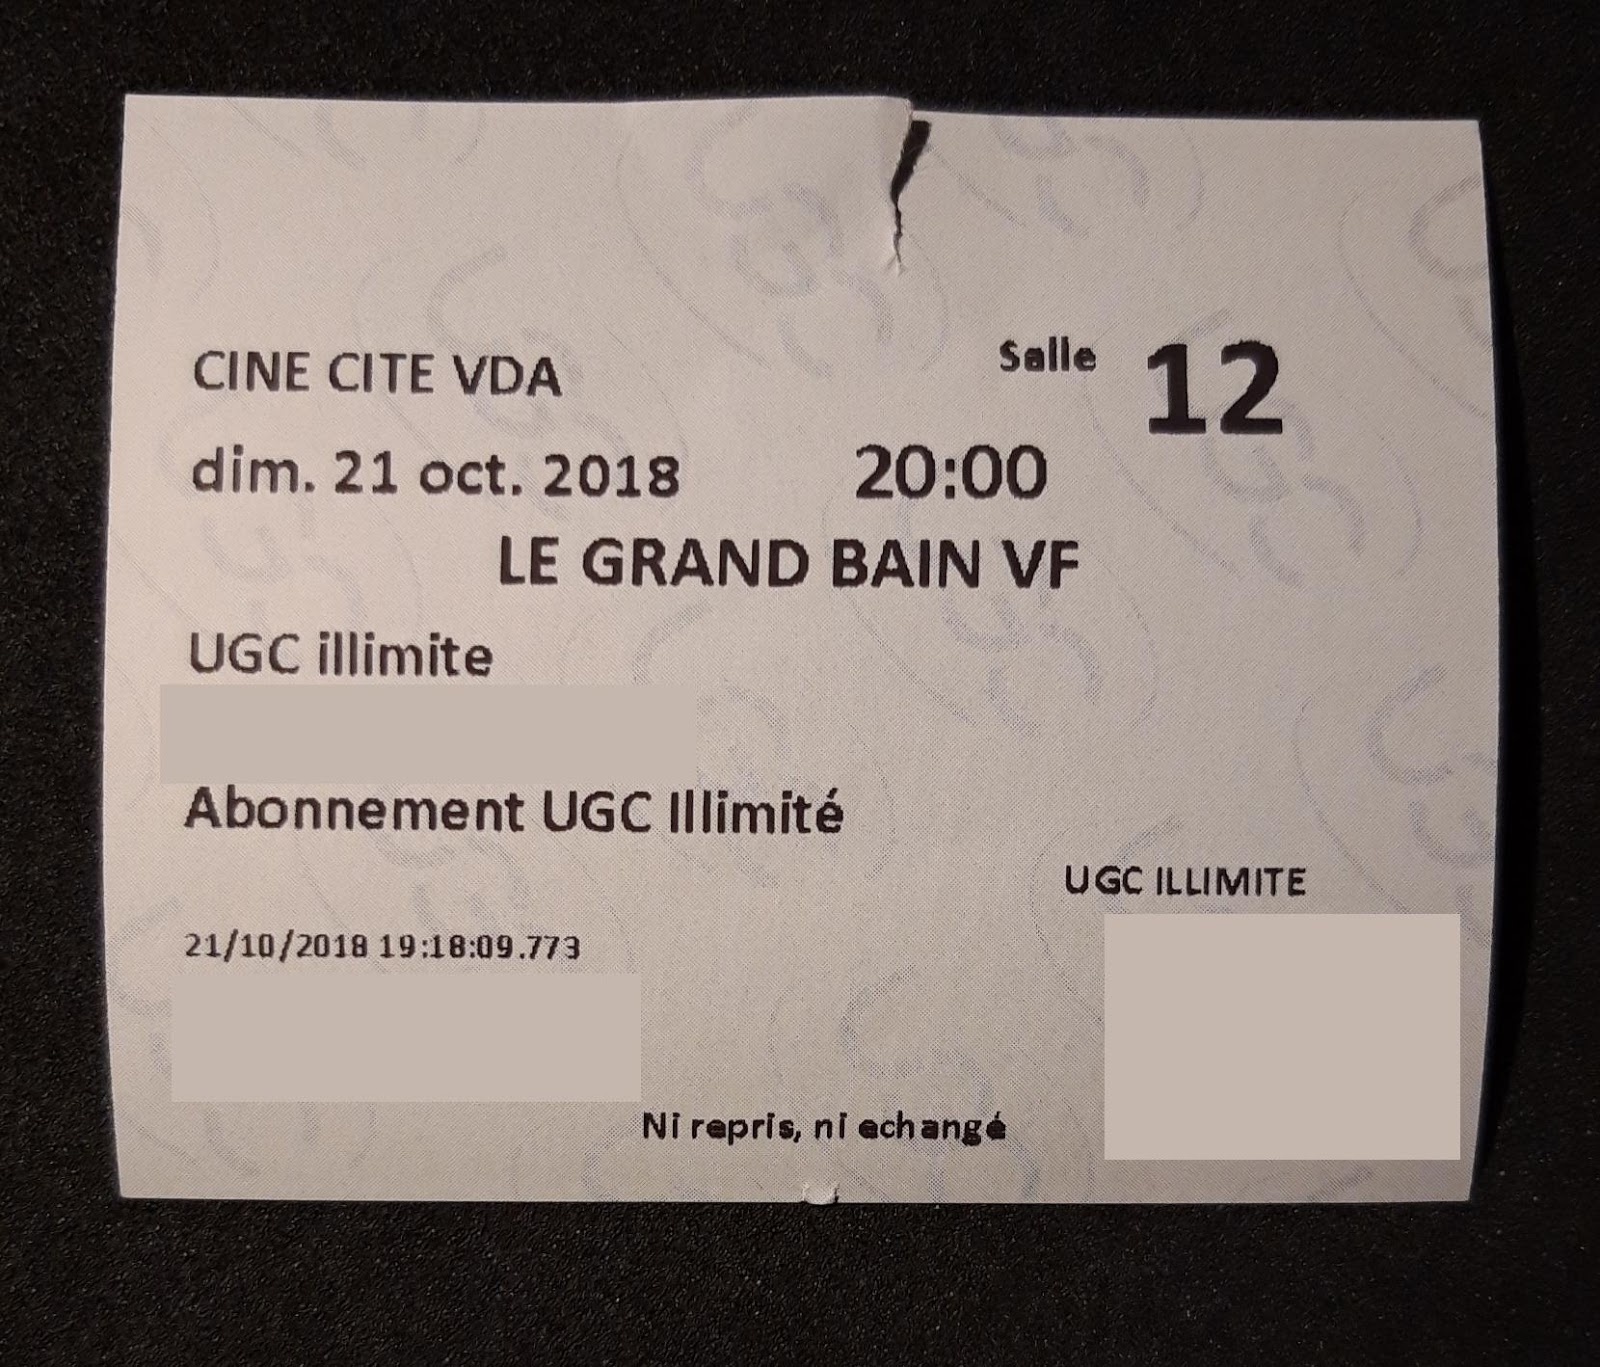 CINE CITE VDA
Salle 12
dim. 21 oct. 2018 20:00
LE GRAND BAIN VF
UGC illimite
Abonnement UGC Illimité
UGC ILLIMITE
21/10/2018 19:18:09.773
Ni repris, ni echangé